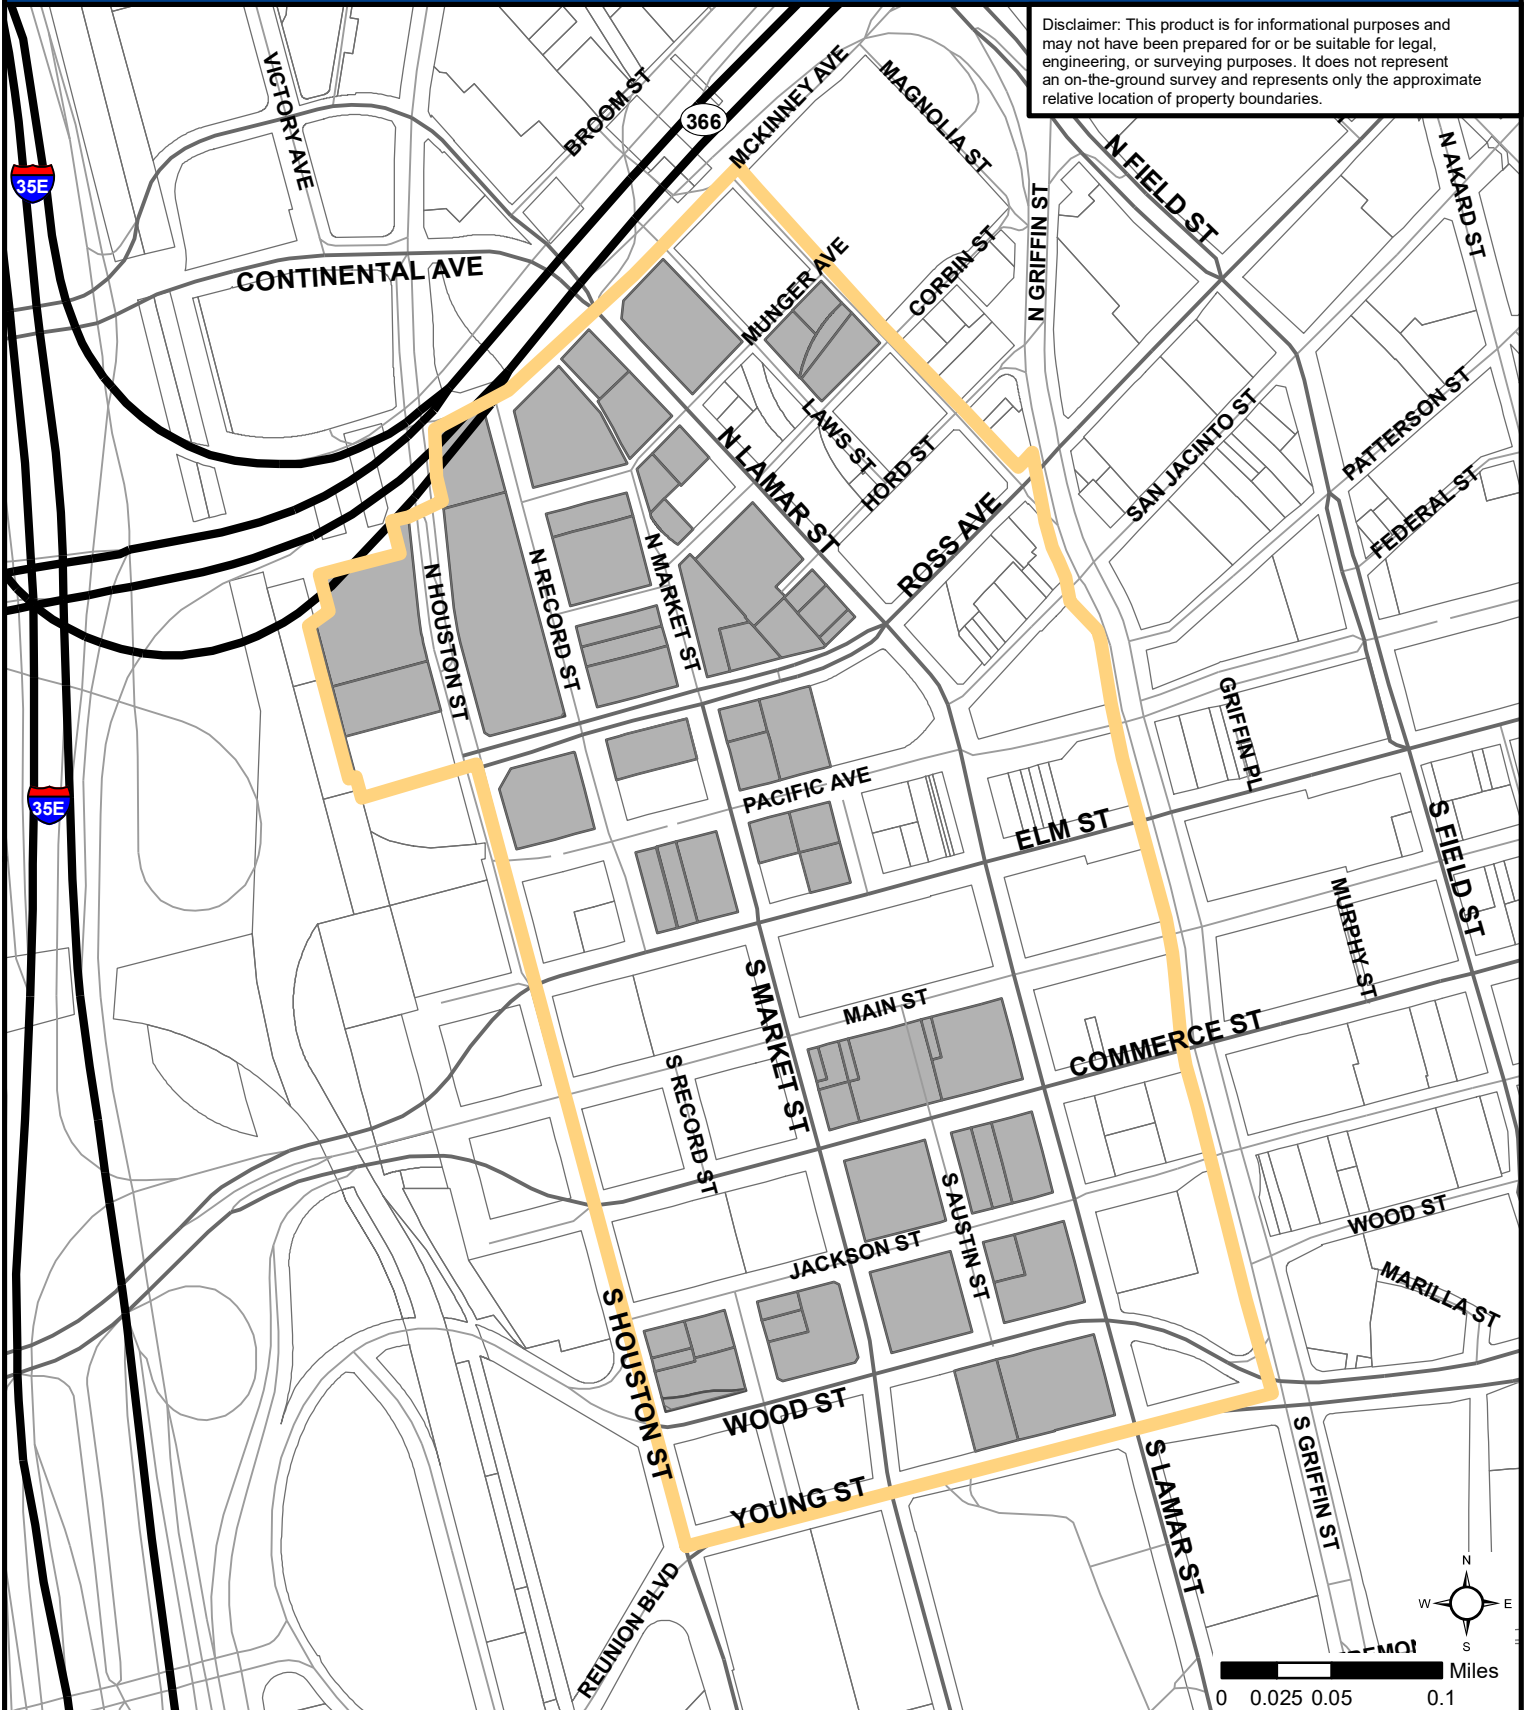 Disclaimer: This product is for informational purposes and
may not have been prepared for or be suitable for legal,
engineering, or surveying purposes. It does not represent
an on-the-ground survey and represents only the approximate
relative location of property boundaries.
VICTORY AVE
BROOM ST
366
MCKINNEY AVE
MAGNOLIA ST
N FIELD ST
N AKARD ST
35E
N GRIFFIN ST
CONTINENTAL AVE
MUNGER AVE
CORBIN ST
LAWS ST
HORD ST
N LAMAR ST
SAN JACINTO ST
PATTERSON ST
FEDERAL ST
ROSS AVE
N HOUSTON ST
N RECORD ST
N MARKET ST
GRIFFIN PL
35E
PACIFIC AVE
ELM ST
S FIELD ST
MURPHY ST
S MARKET ST
MAIN ST
COMMERCE ST
S RECORD ST
S AUSTIN ST
WOOD ST
JACKSON ST
MARILLA ST
S HOUSTON ST
WOOD ST
YOUNG ST
S LAMAR ST
S GRIFFIN ST
REUNION BLVD
N
W E
S
Miles
0 0.025 0.05 0.1